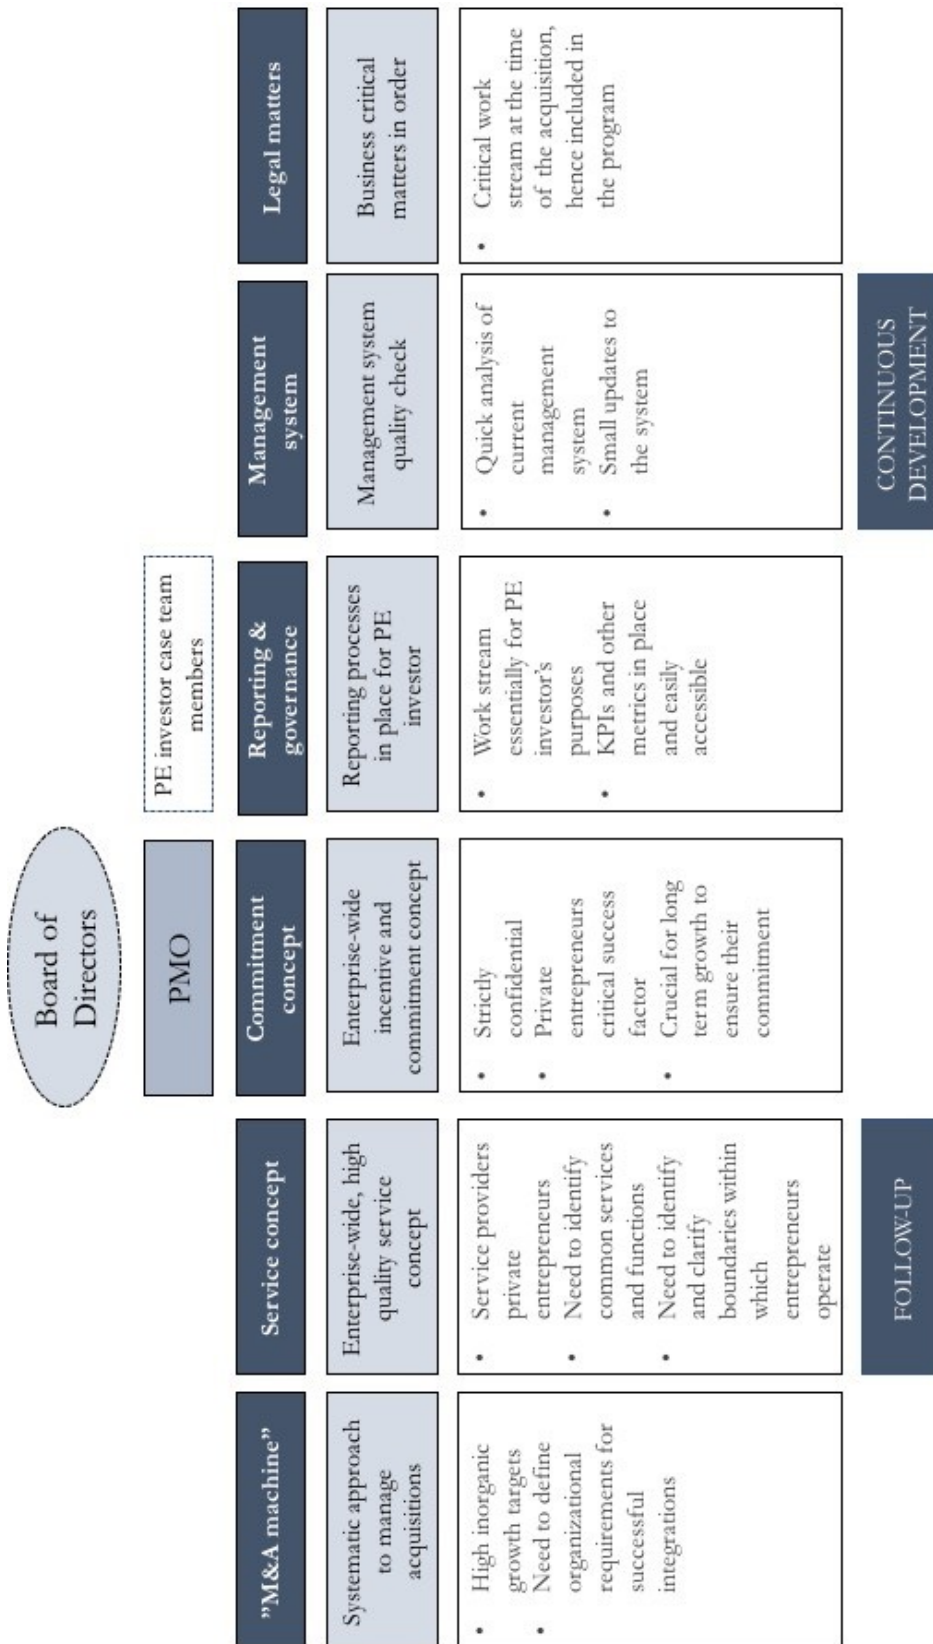 Board of
Directors
PMO
PE investor case team
members
”M&A machine”
Systematic approach
to manage
acquisitions
• High inorganic
growth targets
• Need to define
organizational
requirements for
successful
integrations
Service concept
Enterprise-wide, high
quality service
concept
• Service providers
private
entrepreneurs
• Need to identify
common services
and functions
• Need to identify
and clarify
boundaries within
which
entrepreneurs
operate
Commitment
concept
Enterprise-wide
incentive and
commitment concept
• Strictly
confidential
• Private
entrepreneurs
critical success
factor
• Crucial for long
term growth to
ensure their
commitment
Reporting &
governance
Reporting processes
in place for PE
investor
• Work stream
essentially for PE
investor’s
purposes
• KPIs and other
metrics in place
and easily
accessible
Management
system
Management system
quality check
• Quick analysis of
current
management
system
• Small updates to
the system
Legal matters
Business critical
matters in order
• Critical work
stream at the time
of the acquisition,
hence included in
the program
FOLLOW-UP
CONTINUOUS
DEVELOPMENT